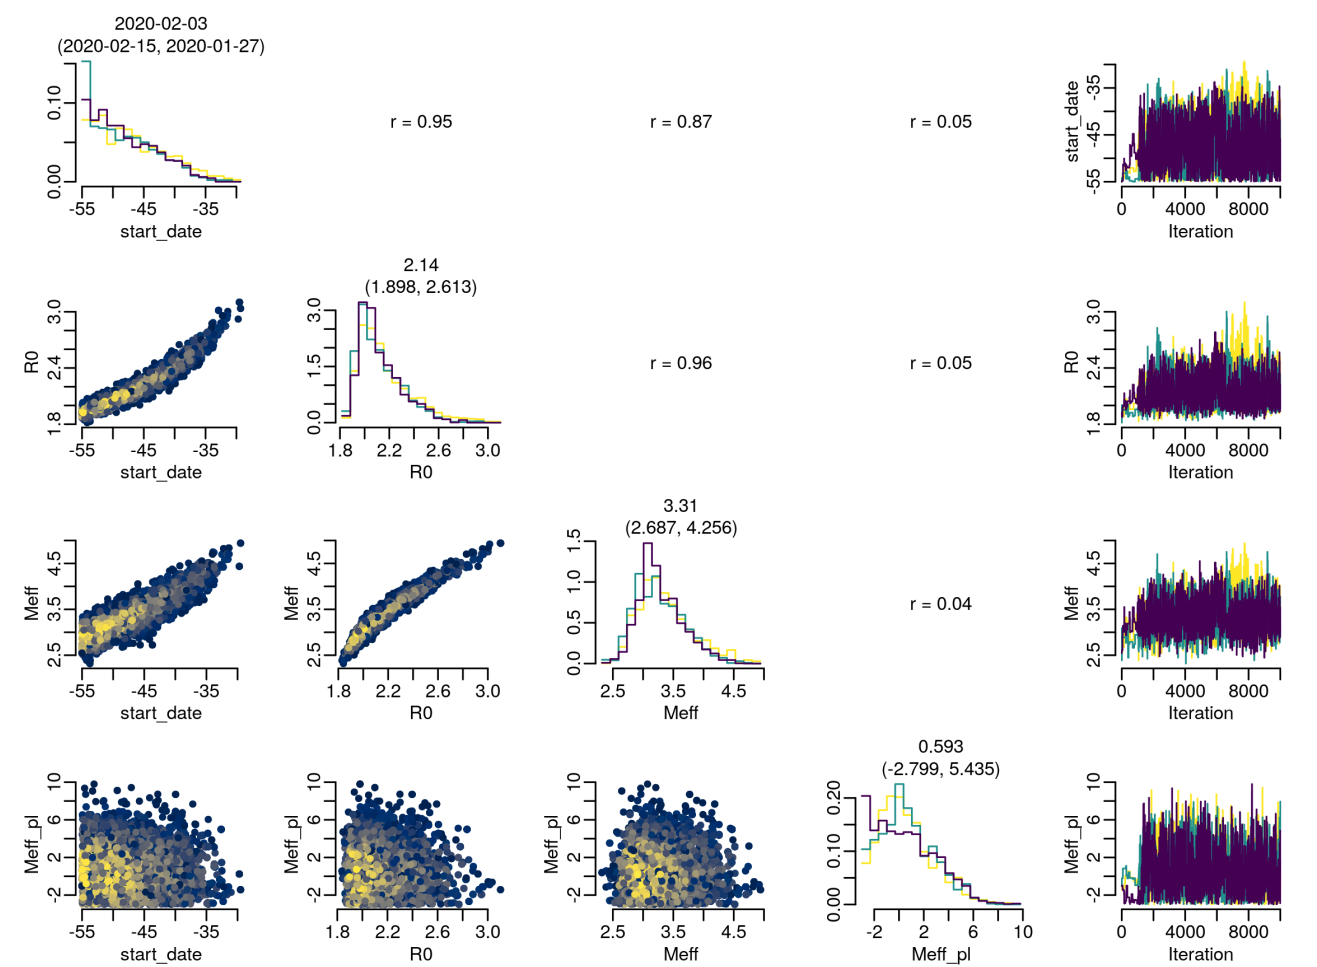 2020-02-03
(2020-02-15, 2020-01-27)
0.00 0.10
-55 -45 -35
start_date
r = 0.95
r = 0.87
r = 0.05
start_date
-55 -45 -35
0 4000 8000
Iteration
R0
1.8 2.4 3.0
-55 -45 -35
start_date
2.14
(1.898, 2.613)
0.0 1.5 3.0
1.8 2.2 2.6 3.0
R0
r = 0.96
r = 0.05
R0
1.8 2.4 3.0
0 4000 8000
Iteration
Meff
2.5 3.5 4.5
-55 -45 -35
start_date
Meff
2.5 3.5 4.5
1.8 2.2 2.6 3.0
R0
3.31
(2.687, 4.256)
0.0 0.5 1.0 1.5
2.5 3.5 4.5
Meff
r = 0.04
Meff
2.5 3.5 4.5
0 4000 8000
Iteration
Meff_pl
-2 2 6 10
-55 -45 -35
start_date
Meff_pl
-2 2 6 10
1.8 2.2 2.6 3.0
R0
Meff_pl
-2 2 6 10
2.5 3.5 4.5
Meff
0.593
(-2.799, 5.435)
0.00 0.10 0.20
-2 2 6 10
Meff_pl
Meff_pl
-2 2 6 10
0 4000 8000
Iteration